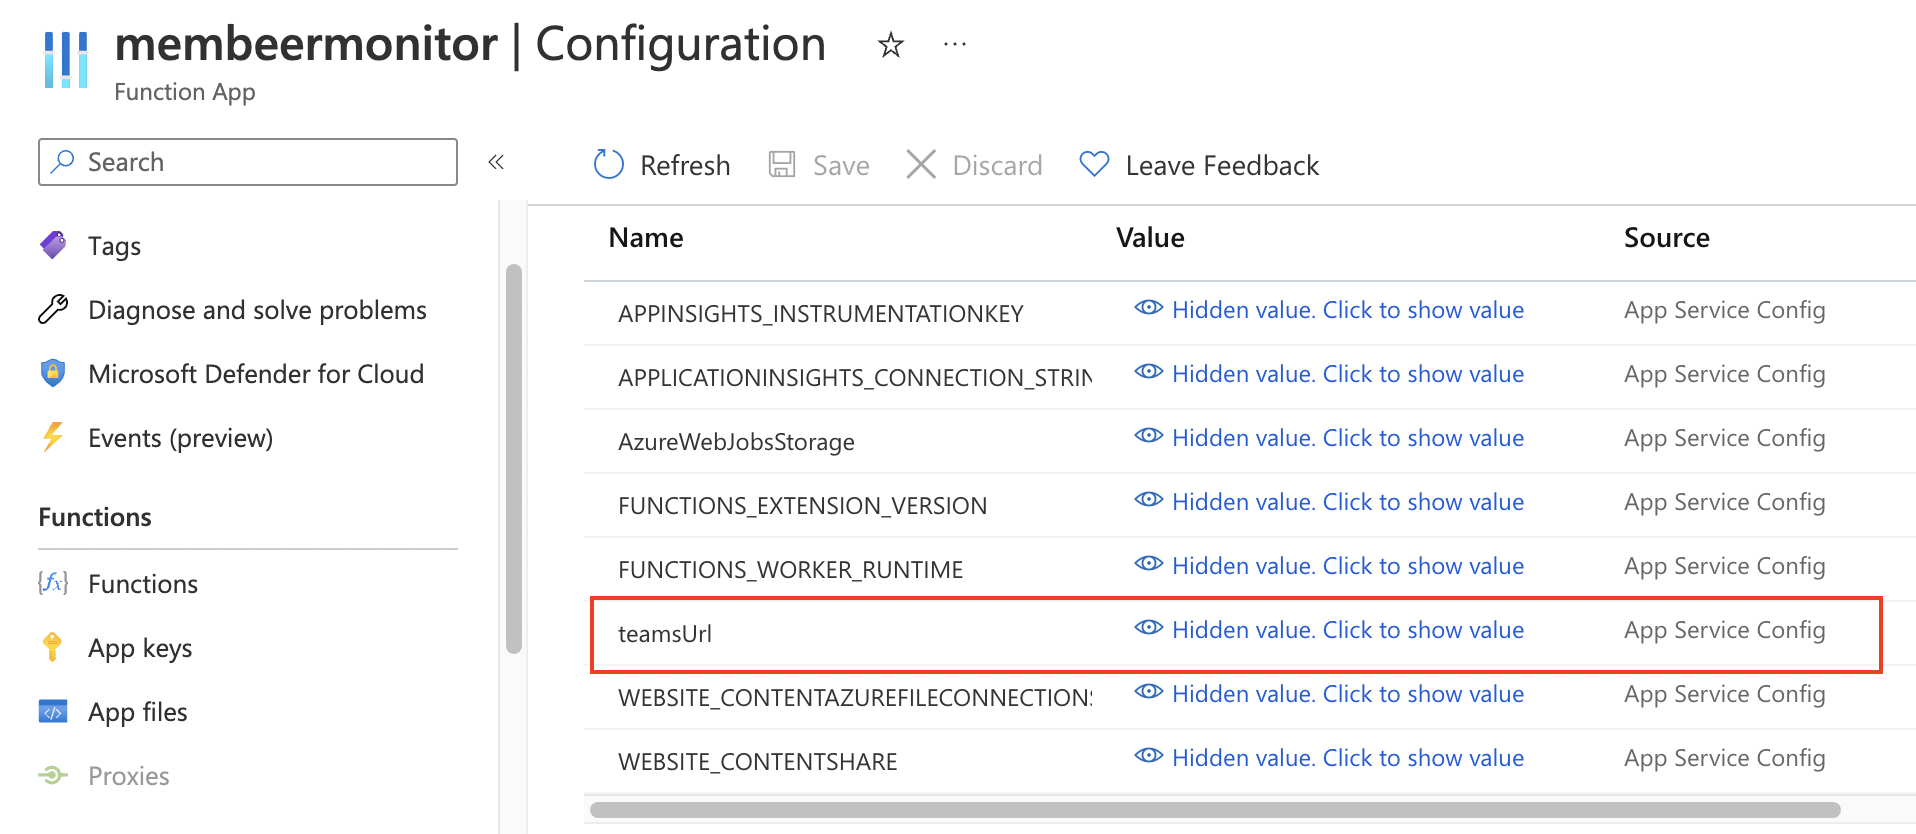 membeermonitor | Configuration
Function App
Search
Refresh
Save
Discard
Leave Feedback
Tags
Diagnose and solve problems
Microsoft Defender for Cloud
Events (preview)
Functions
Functions
App keys
App files
Proxies
Name Value Source
APPINSIGHTS_INSTRUMENTATIONKEY Hidden value. Click to show value App Service Config
APPLICATIONINSIGHTS_CONNECTION_STRIN Hidden value. Click to show value App Service Config
AzureWebJobsStorage Hidden value. Click to show value App Service Config
FUNCTIONS_EXTENSION_VERSION Hidden value. Click to show value App Service Config
FUNCTIONS_WORKER_RUNTIME Hidden value. Click to show value App Service Config
teamsUrl Hidden value. Click to show value App Service Config
WEBSITE_CONTENTAZUREFILECONNECTIONS Hidden value. Click to show value App Service Config
WEBSITE_CONTENTSHARE Hidden value. Click to show value App Service Config